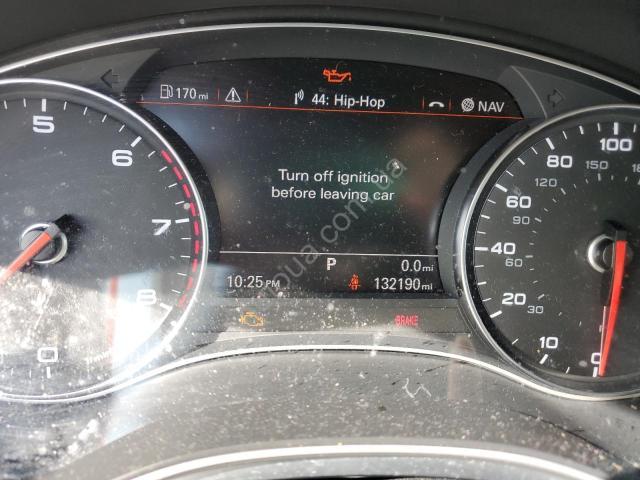 170 mi 44: Hip-Hop NAV
Turn off ignition
before leaving car
P 0.0 mi
10:25 PM 132190 mi
BRAKE
5
6
7
8
0
100
80
150
120
60
90
40
60
20
30
10
0